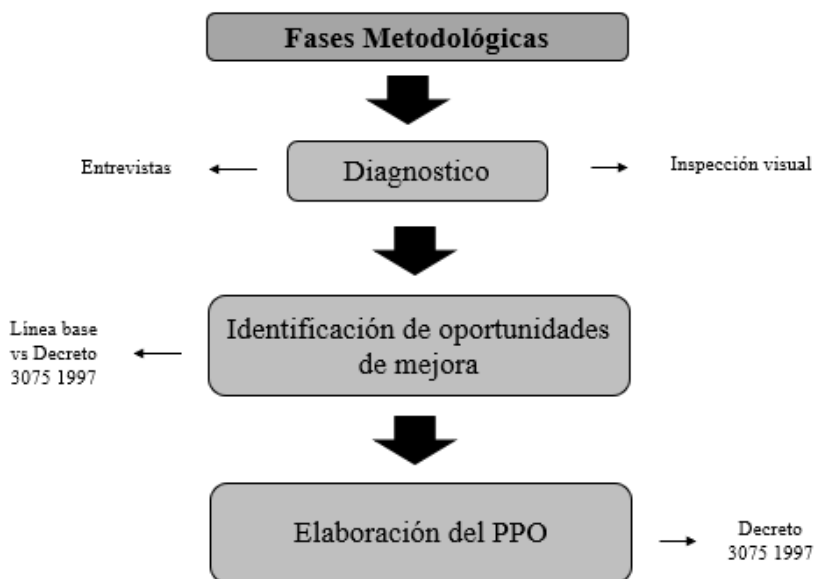 Fases Metodológicas
Entrevistas
Diagnostico
Inspección visual
Línea base
vs Decreto
3075 1997
Identificación de oportunidades
de mejora
Elaboración del PPO
Decreto
3075 1997